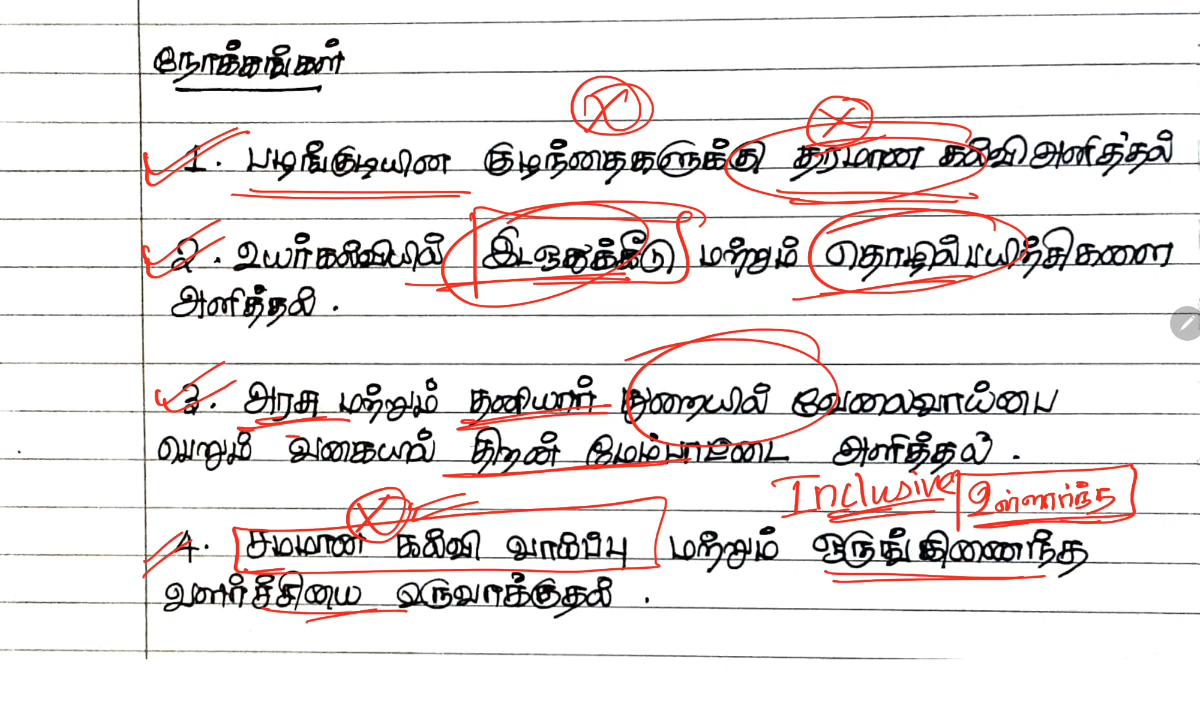 நோக்கங்கள்
1. பழங்குடியின குழந்தைகளுக்கு தரமான கல்வி அளித்தல்
2. உயர்கல்வியில் இடஒதுக்கீடு மற்றும் தொழில் பயிற்சிகளை
அளித்தல்.
3. அரசு மற்றும் தனியார் துறையில் வேலைவாய்பை
பெறும் வகையில் திறன் மேம்பாட்டை அளித்தல்.
Inclusive உள்ளார்ந்த
4. சமமான கல்வி வாய்ப்பு மற்றும் ஒருங்கிணைந்த
வளர்ச்சியை உருவாக்குதல்.